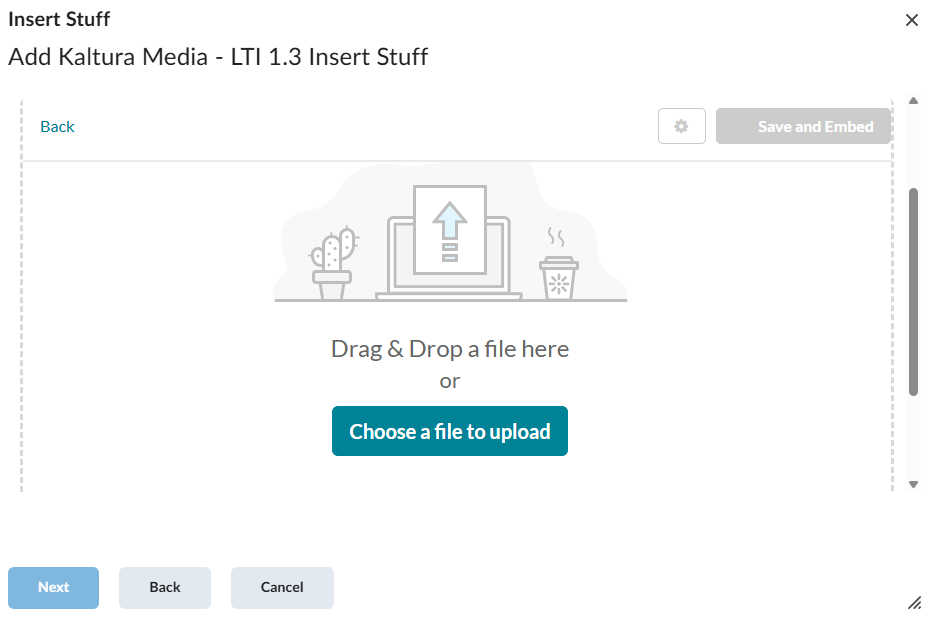 Insert Stuff
Add Kaltura Media - LTI 1.3 Insert Stuff
Back
Save and Embed
Drag & Drop a file here
or
Choose a file to upload
Next
Back
Cancel